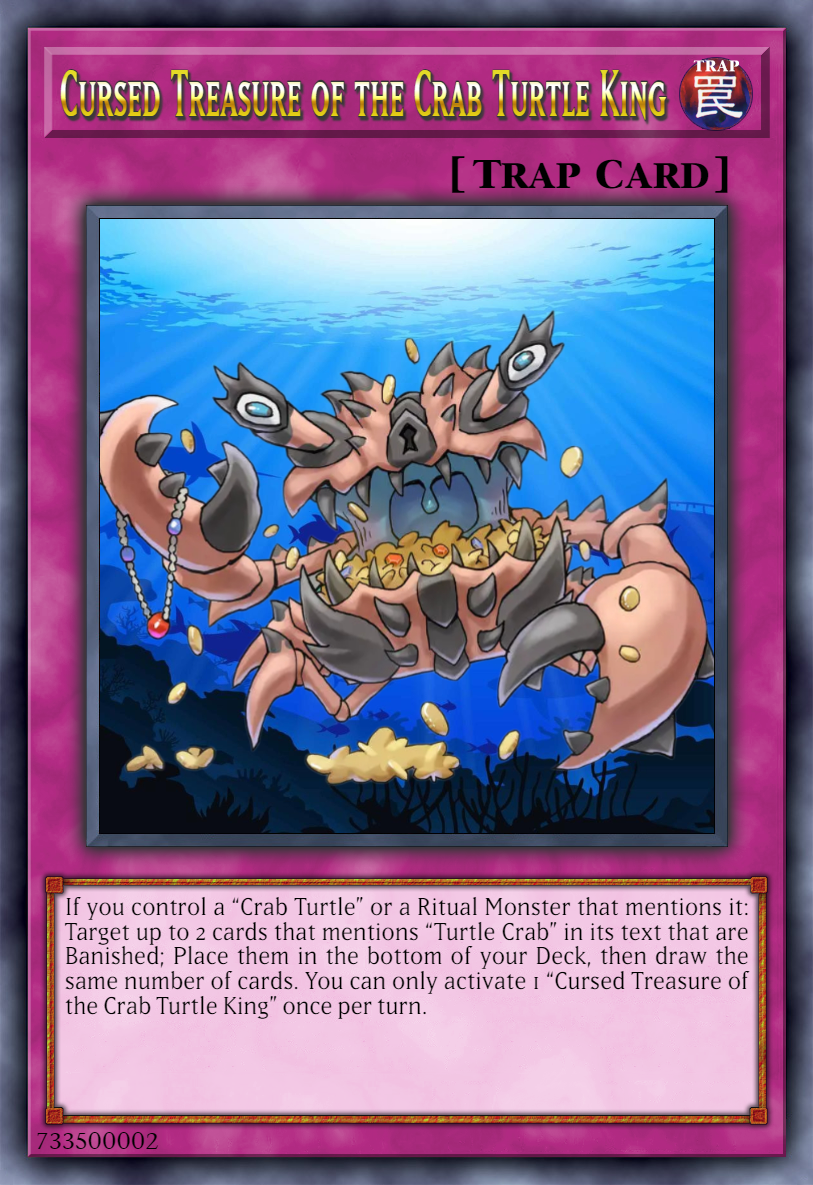 Cursed Treasure of the Crab Turtle King
TRAP
罠
[Trap Card]
If you control a “Crab Turtle” or a Ritual Monster that mentions it:
Target up to 2 cards that mentions “Turtle Crab” in its text that are
Banished; Place them in the bottom of your Deck, then draw the
same number of cards. You can only activate 1 “Cursed Treasure of
the Crab Turtle King” once per turn.
733500002